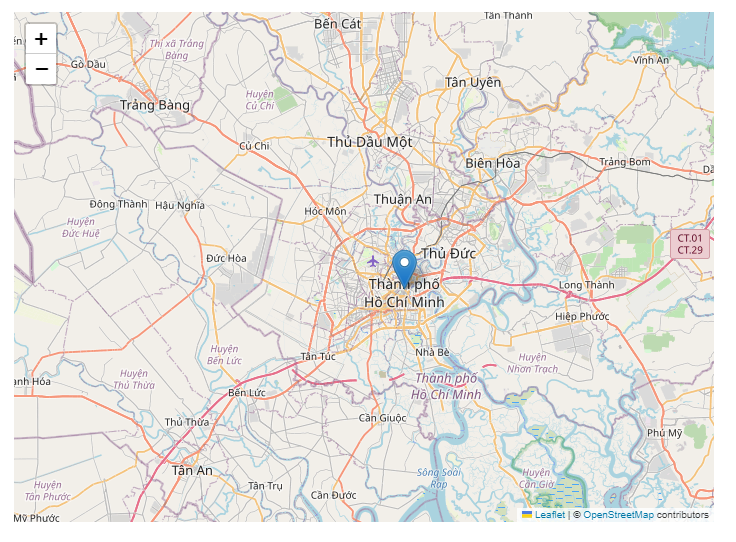 Bến Cát
Tân Thành
+
−
Thị xã Trảng
Bàng
Gò Dầu
Vĩnh An
Tân Uyên
Huyện
Củ Chi
Trảng Bàng
Củ Chi
Thủ Dầu Một
Biên Hòa
Trảng Bom
Đông Thành
Hậu Nghĩa
Thuận An
Hóc Môn
Huyện
Đức Huệ
CT.01
CT.29
Đức Hòa
Thủ Đức
Thành phố
Hồ Chí Minh
Long Thành
Hiệp Phước
Huyện
Bến Lức
Tân Túc
Nhà Bè
Huyện
Nhơn Trạch
Huyện
Thủ Thừa
anh Hóa
Thành phố
Hồ Chí Minh
Bến Lức
Cần Giuộc
Thủ Thừa
Phú Mỹ
Tân An
Sông Soài
Rạp
Huyện
Cần Giờ
Huyện
Tân Phước
Tân Trụ
Cần Đước
Mỹ Phước
Leaflet | © OpenStreetMap contributors